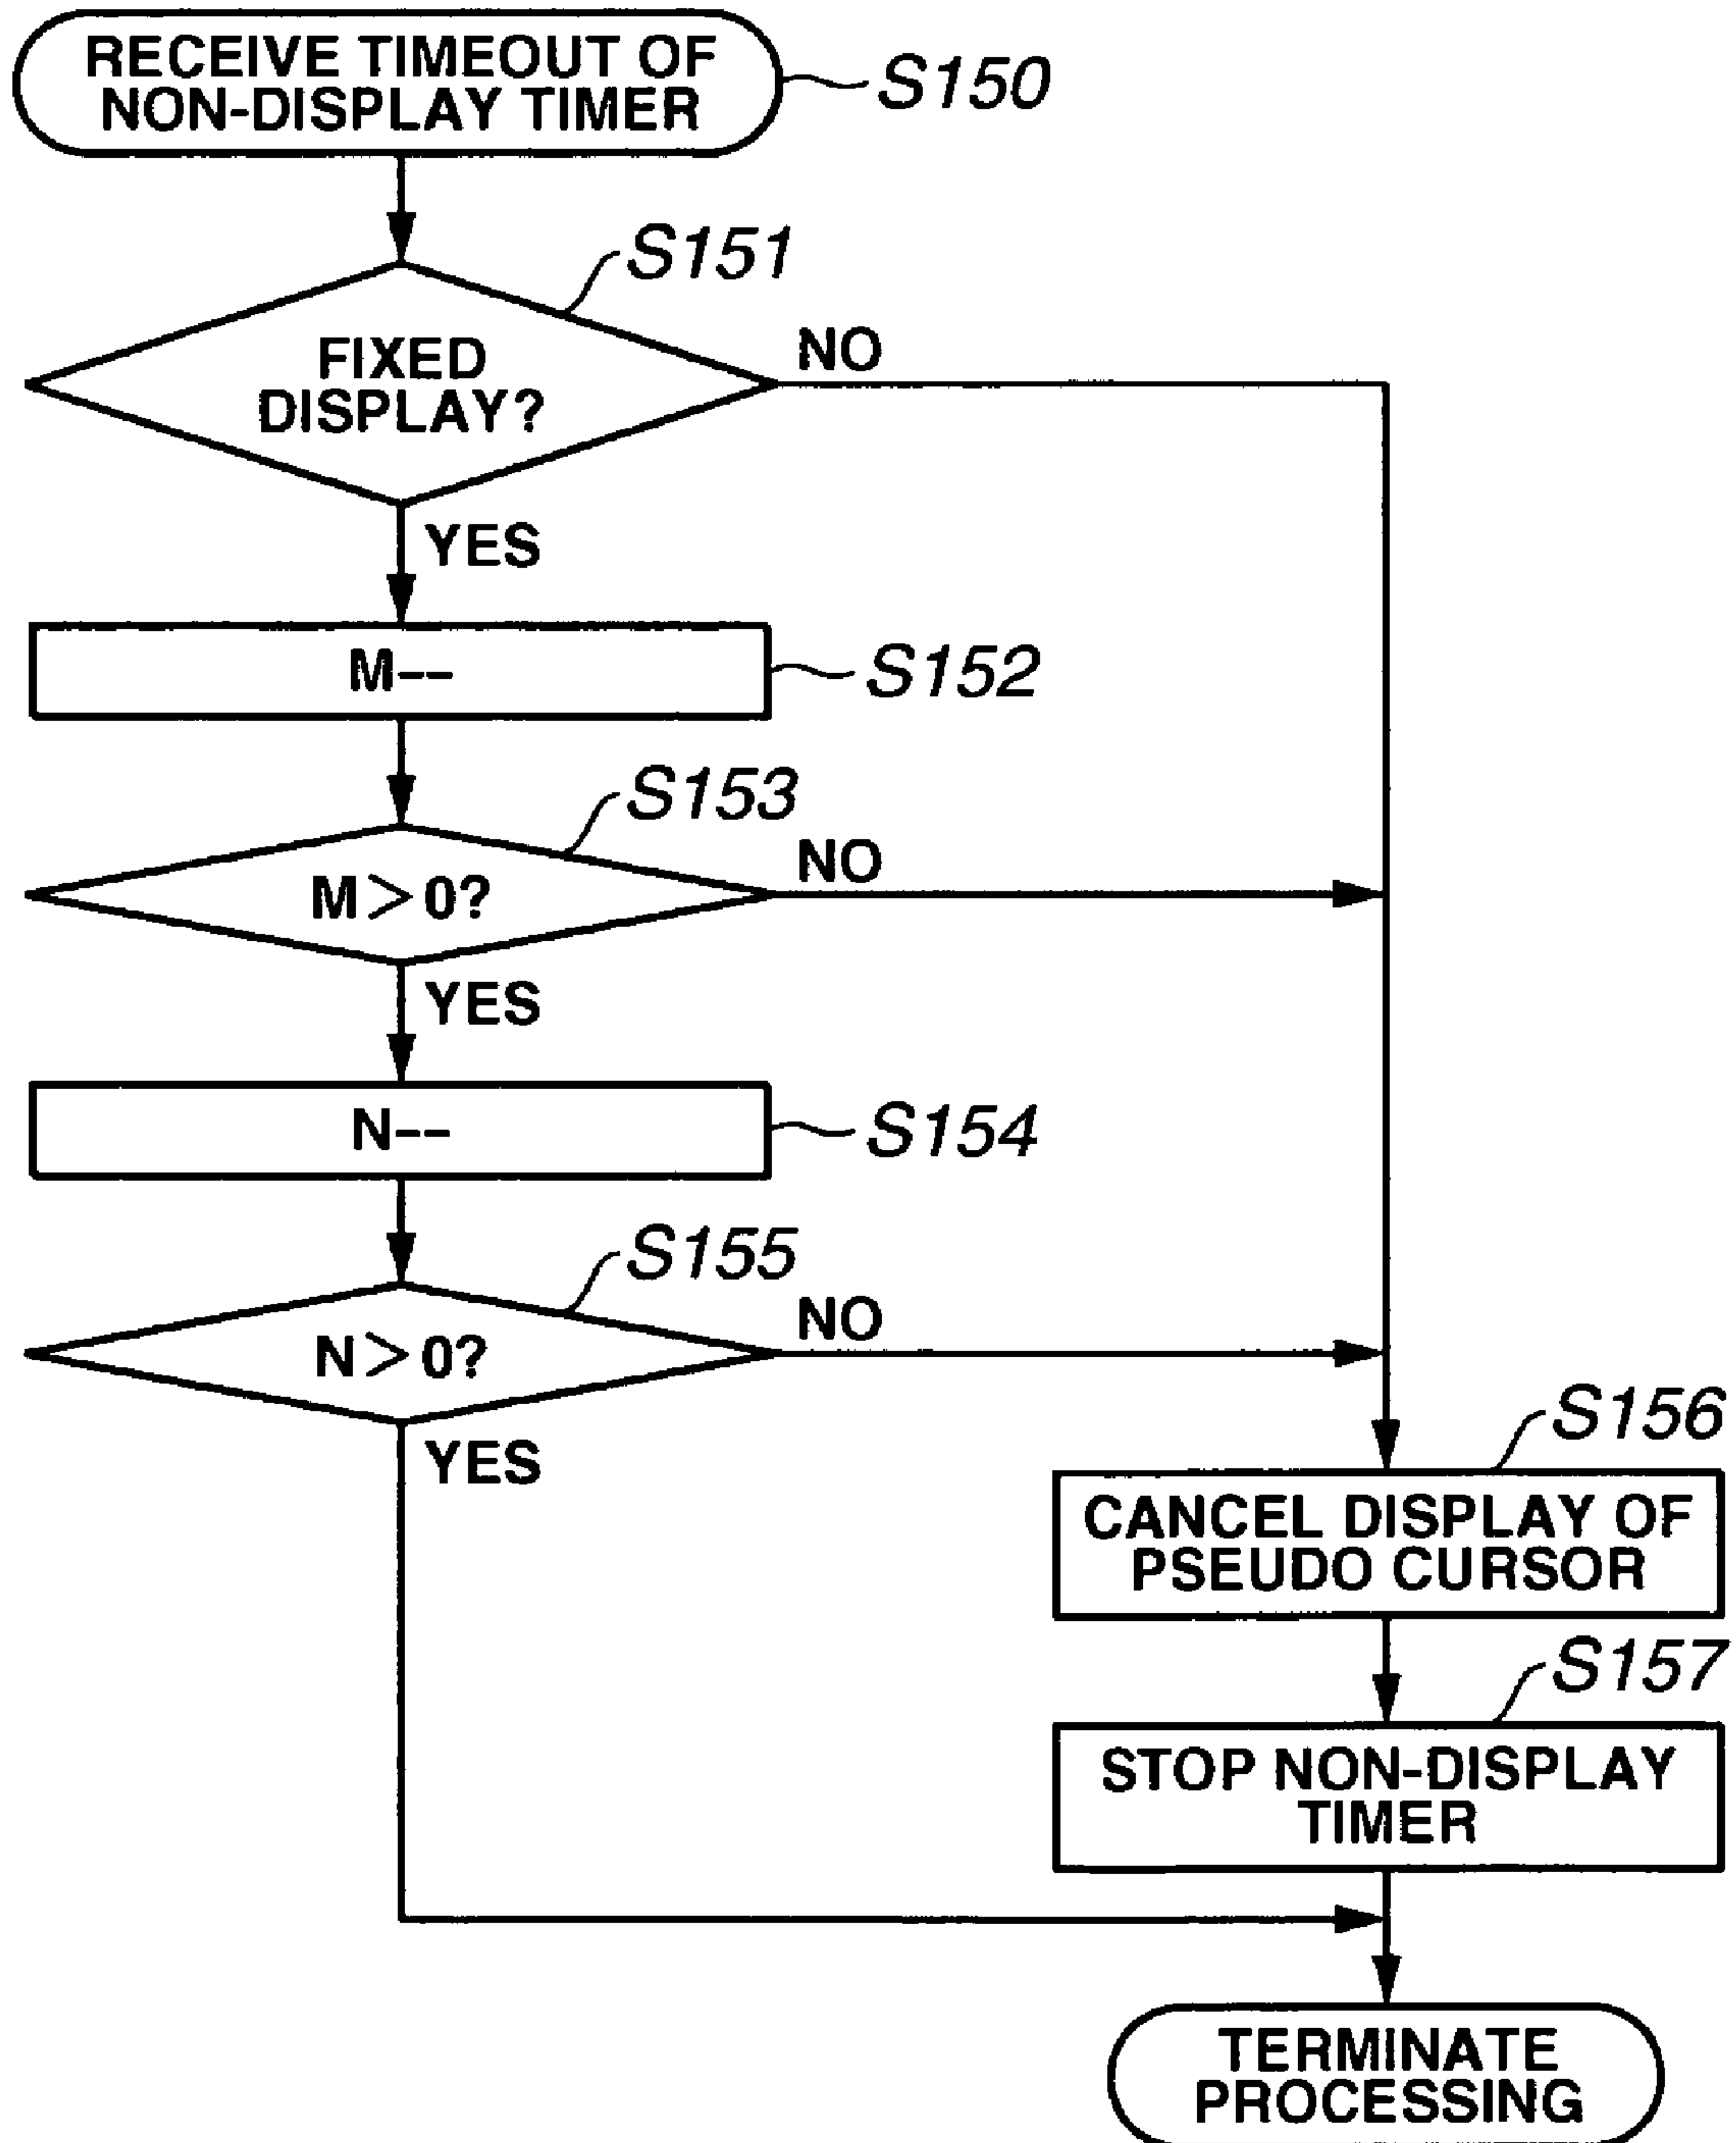 RECEIVE TIMEOUT OF
NON-DISPLAY TIMER
S150
S151
FIXED
DISPLAY?
NO
YES
M--
S152
S153
M>0?
NO
YES
N--
S154
S155
N>0?
NO
YES
S156
CANCEL DISPLAY OF
PSEUDO CURSOR
S157
STOP NON-DISPLAY
TIMER
TERMINATE
PROCESSING